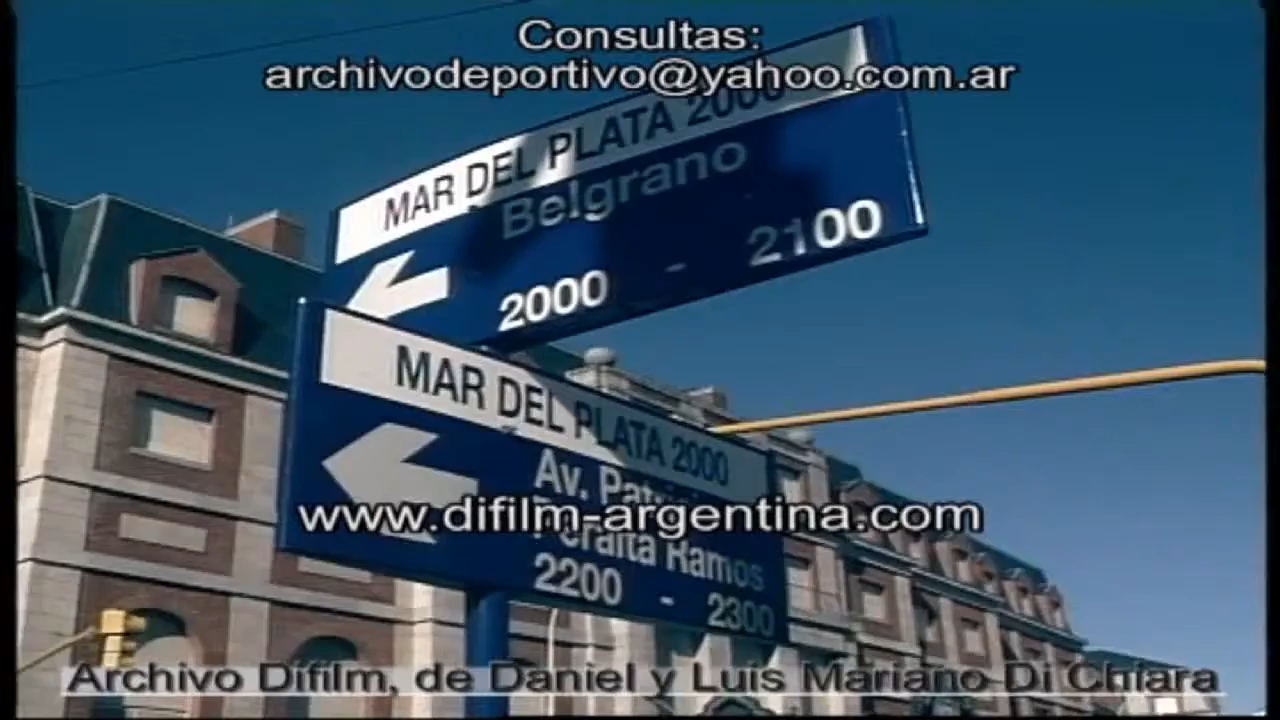 Consultas:
archivodeportivo@yahoo.com.ar
MAR DEL PLATA 2000
Belgrano
2000 - 2100
MAR DEL PLATA 2000
Av. 
www.difilm-argentina.com
Peralta Ramos
2200 - 2300
Archivo Difilm, de Daniel y Luis Mariano Di Chiara